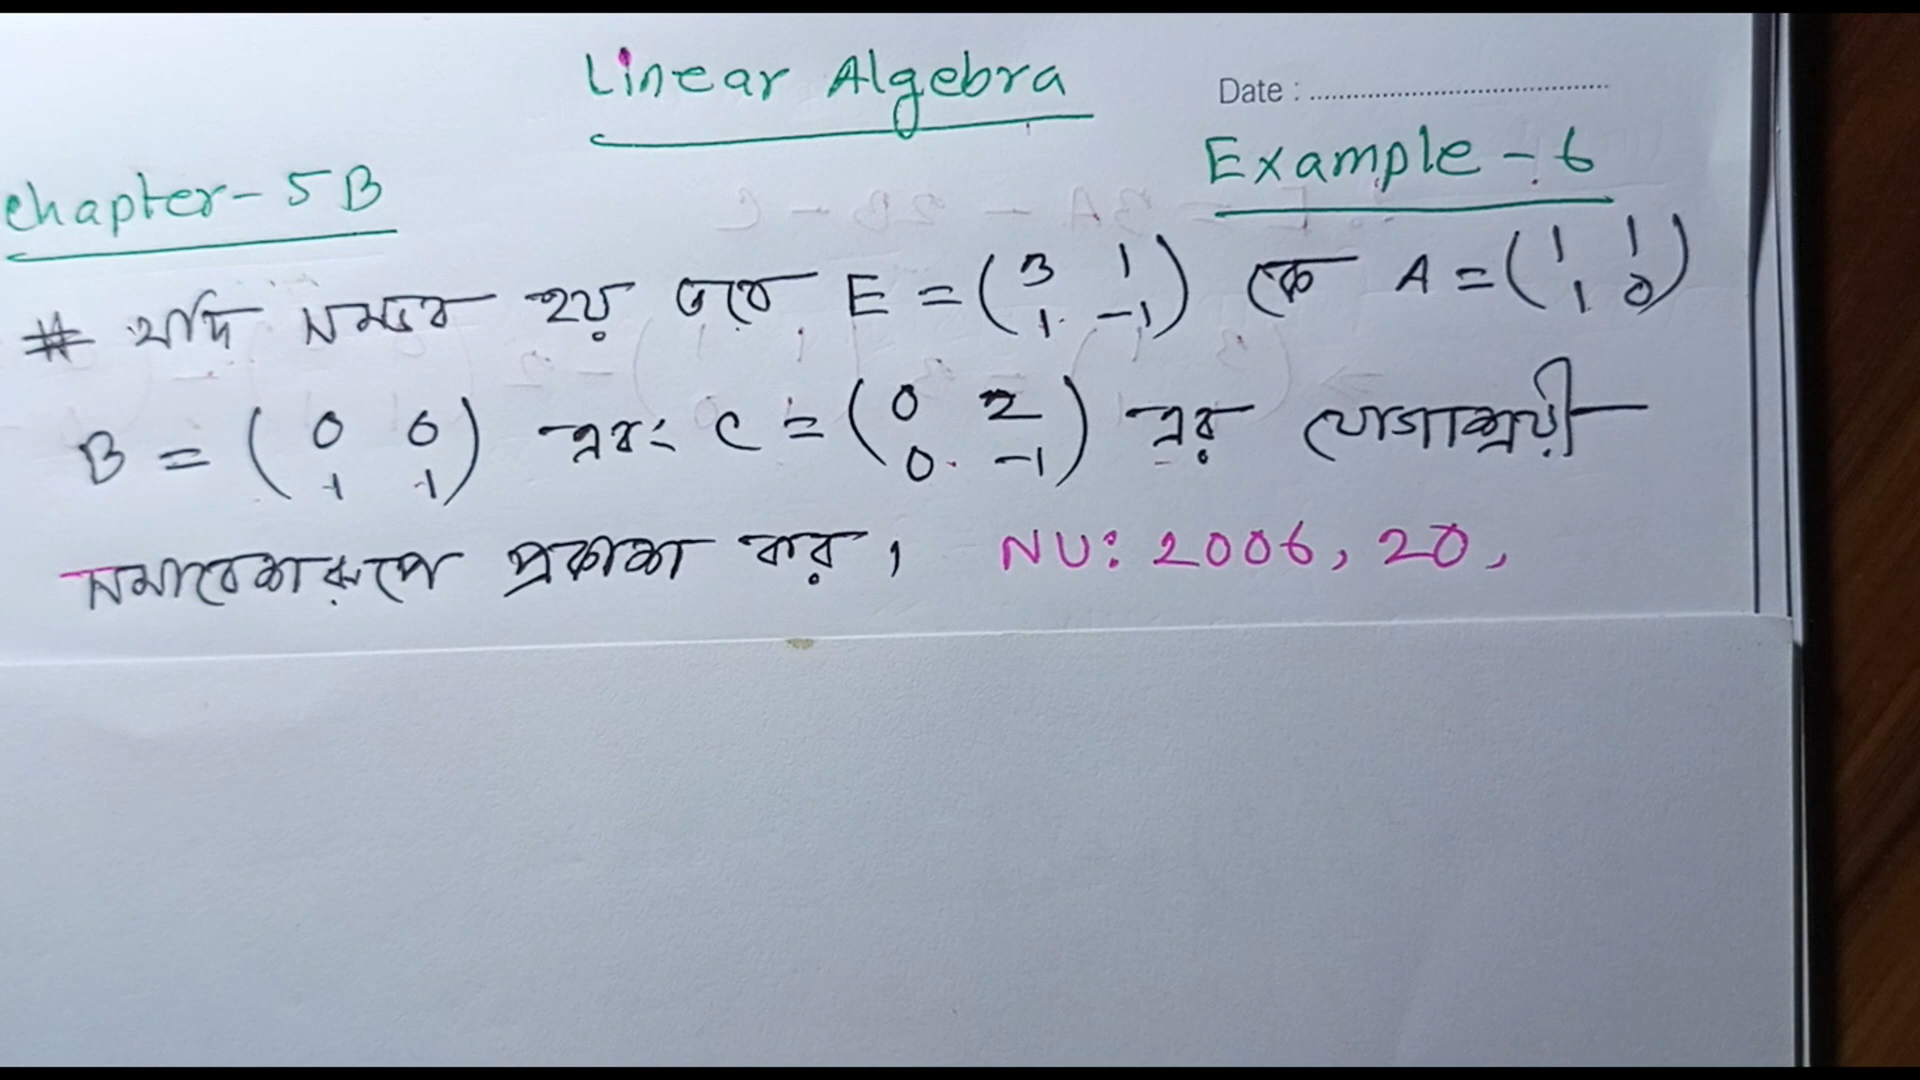 Linear Algebra
Date :
Chapter - 5B
Example - 6
# যদি সম্ভব হয় তবে E = (3 1 1 -1) কে A = (1 1 1 0)
B = (0 0 1 1) এবং C = (0 2 0 -1) এর যোগাশ্রয়ী
সমাবেশরূপে প্রকাশ কর। NU: 2006, 20,